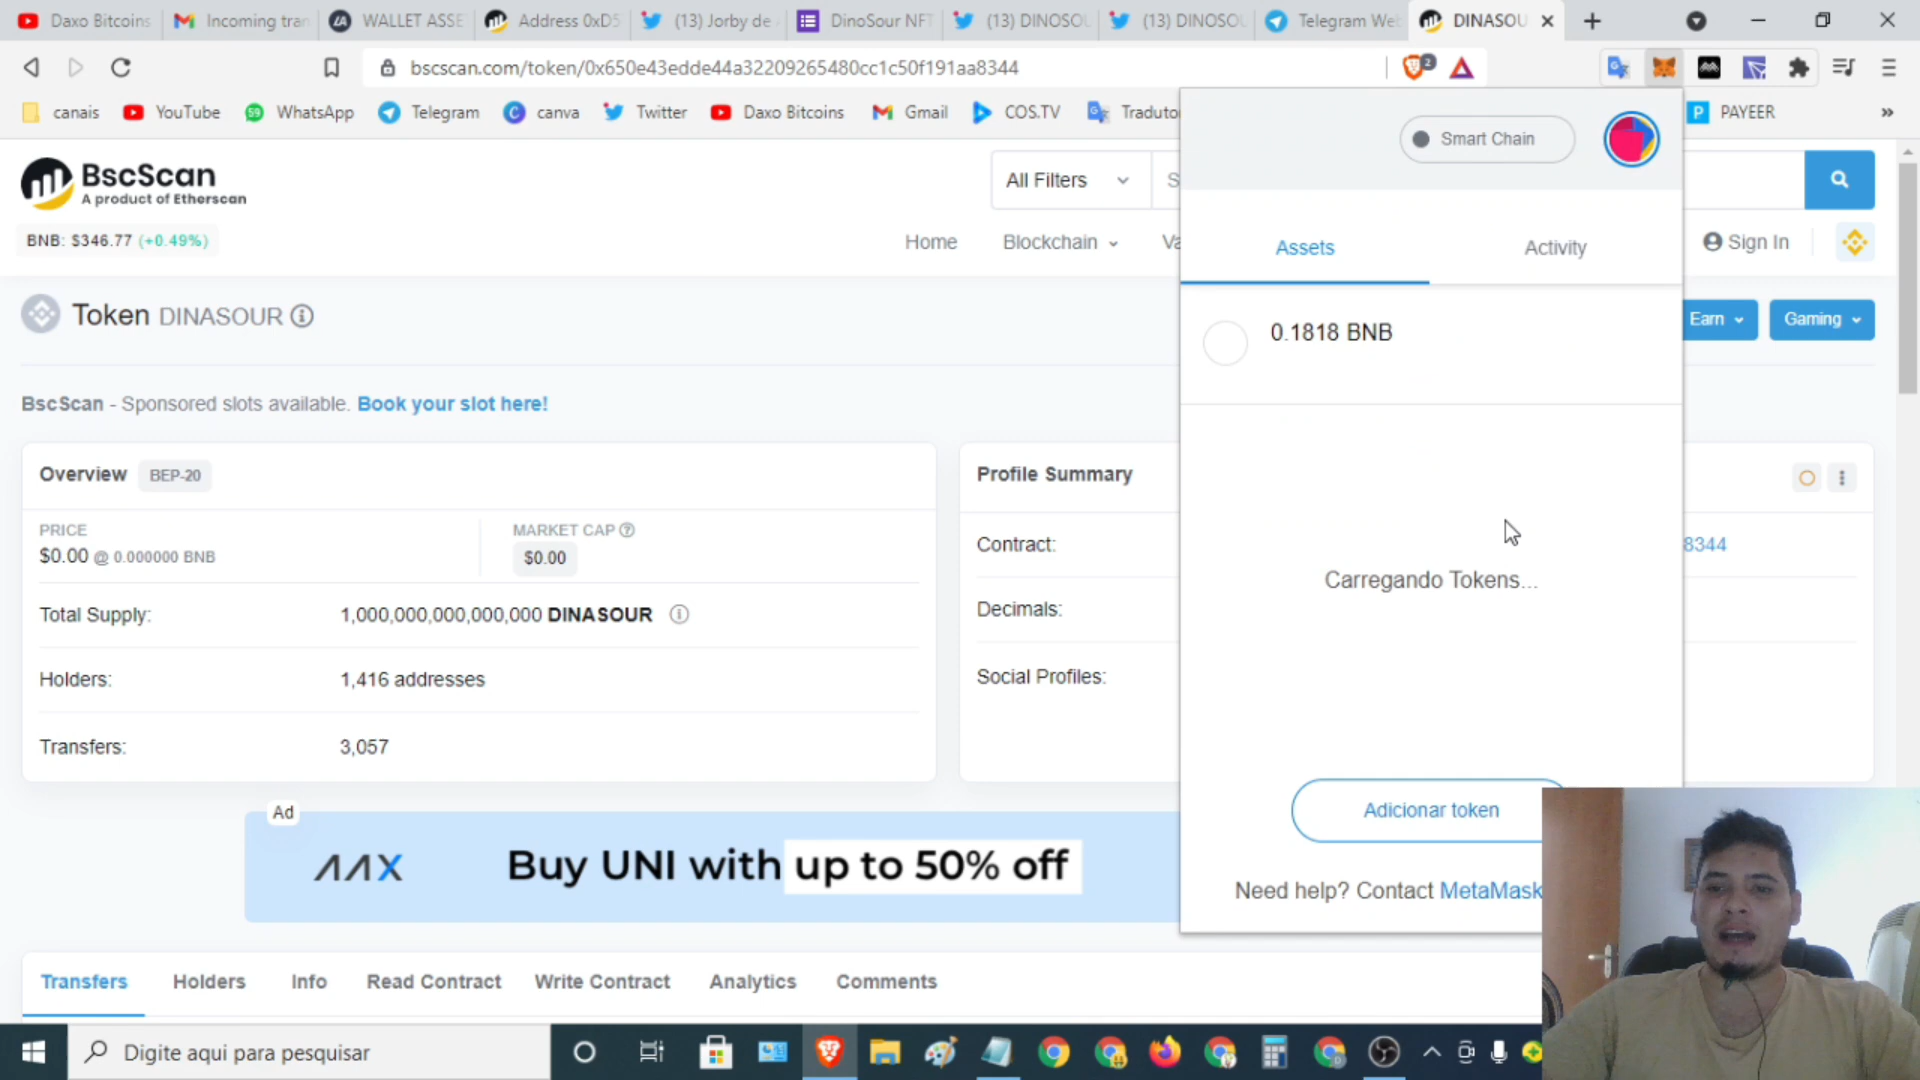 Daxo Bitcoins
Incoming tran
WALLET ASSE
Address 0xD5
(13) Jorby de
DinoSour NFT
(13) DINOSOU
(13) DINOSOU
Telegram We
DINASOU
bscscan.com/token/0x650e43edde44a32209265480cc1c50f191aa8344
2
canais
YouTube
WhatsApp
Telegram
canva
Twitter
Daxo Bitcoins
Gmail
COS.TV
Traduto
PAYEER
»
BscScan
A product of Etherscan
All Filters
S
BNB: $346.77 (+0.49%)
Home
Blockchain
Va
Sign In
Smart Chain
Assets
Activity
Token DINASOUR
0.1818 BNB
Earn
Gaming
BscScan - Sponsored slots available. Book your slot here!
Overview
BEP-20
Profile Summary
PRICE
$0.00 @ 0.000000 BNB
MARKET CAP
$0.00
Contract:
8344
Carregando Tokens...
Total Supply:
1,000,000,000,000,000 DINASOUR
Decimals:
Holders:
1,416 addresses
Social Profiles:
Transfers:
3,057
Adicionar token
Need help? Contact MetaMask
Ad
AAX
Buy UNI with up to 50% off
Transfers
Holders
Info
Read Contract
Write Contract
Analytics
Comments
Digite aqui para pesquisar